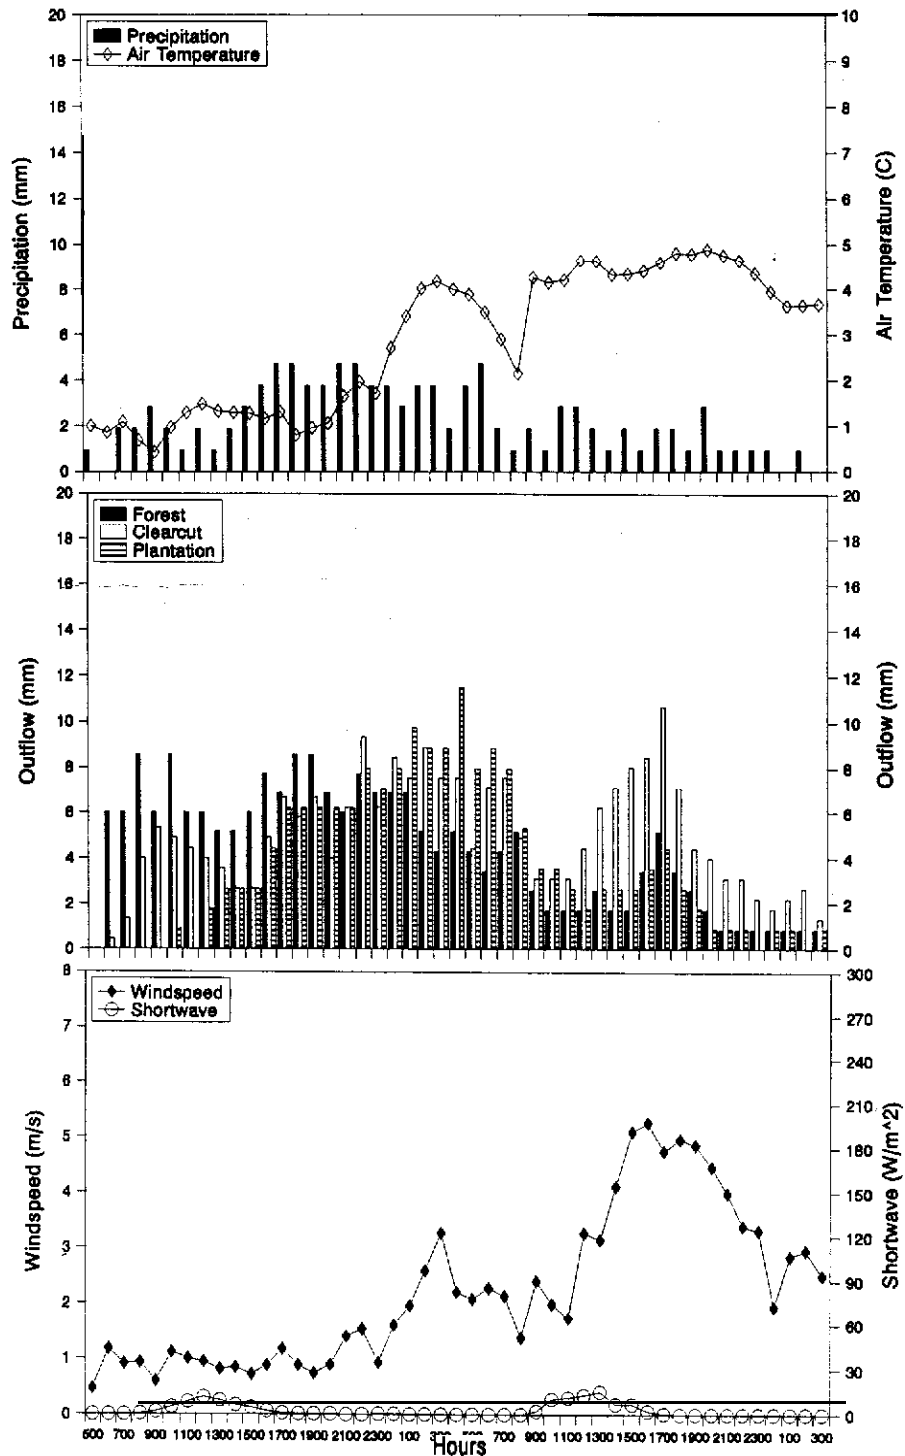 20 10
Precipitation
Air Temperature
18 9
16 8
14 7
12 6
10 5
8 4
6 3
4 2
2 1
0 0
Precipitation (mm)
Air Temperature (C)
20 20
Forest
Clearcut
Plantation
18 18
16 16
14 14
12 12
10 10
8 8
6 6
4 4
2 2
0 0
Outflow (mm)
Outflow (mm)
8 300
Windspeed
Shortwave
7 270
6 240
5 210
4 180
3 150
2 120
1 90
0 60
30
0
Windspeed (m/s)
Shortwave (W/m^2)
500 700 900 1100 1300 1500 1700 1900 2100 2300 100 300 500 700 900 1100 1300 1500 1700 1900 2100 2300 100 300
Hours